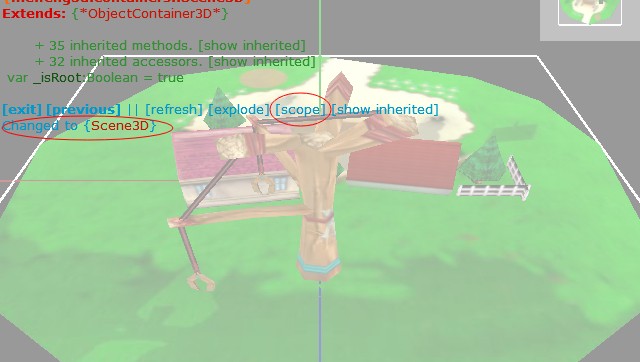 Extends: {*ObjectContainer3D*}
+ 35 inherited methods. [show inherited]
+ 32 inherited accessors. [show inherited]
var _isRoot:Boolean = true
[exit] [previous] || [refresh] [explode] [scope] [show inherited]
Changed to {Scene3D}